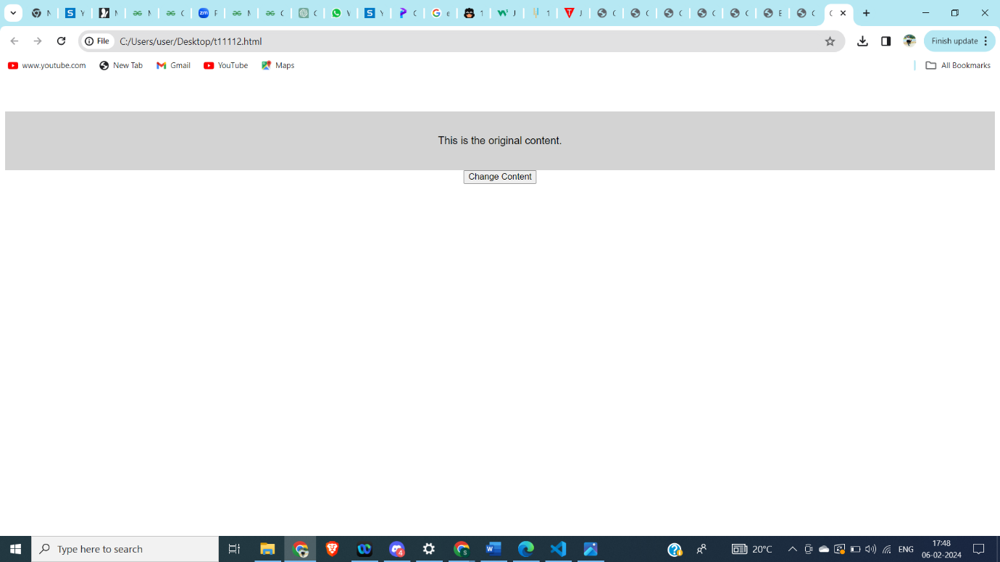 File
C:/Users/user/Desktop/t11112.html
Finish update
www.youtube.com
New Tab
Gmail
YouTube
Maps
All Bookmarks
This is the original content.
Change Content
Type here to search
20°C
ENG
17:48
06-02-2024